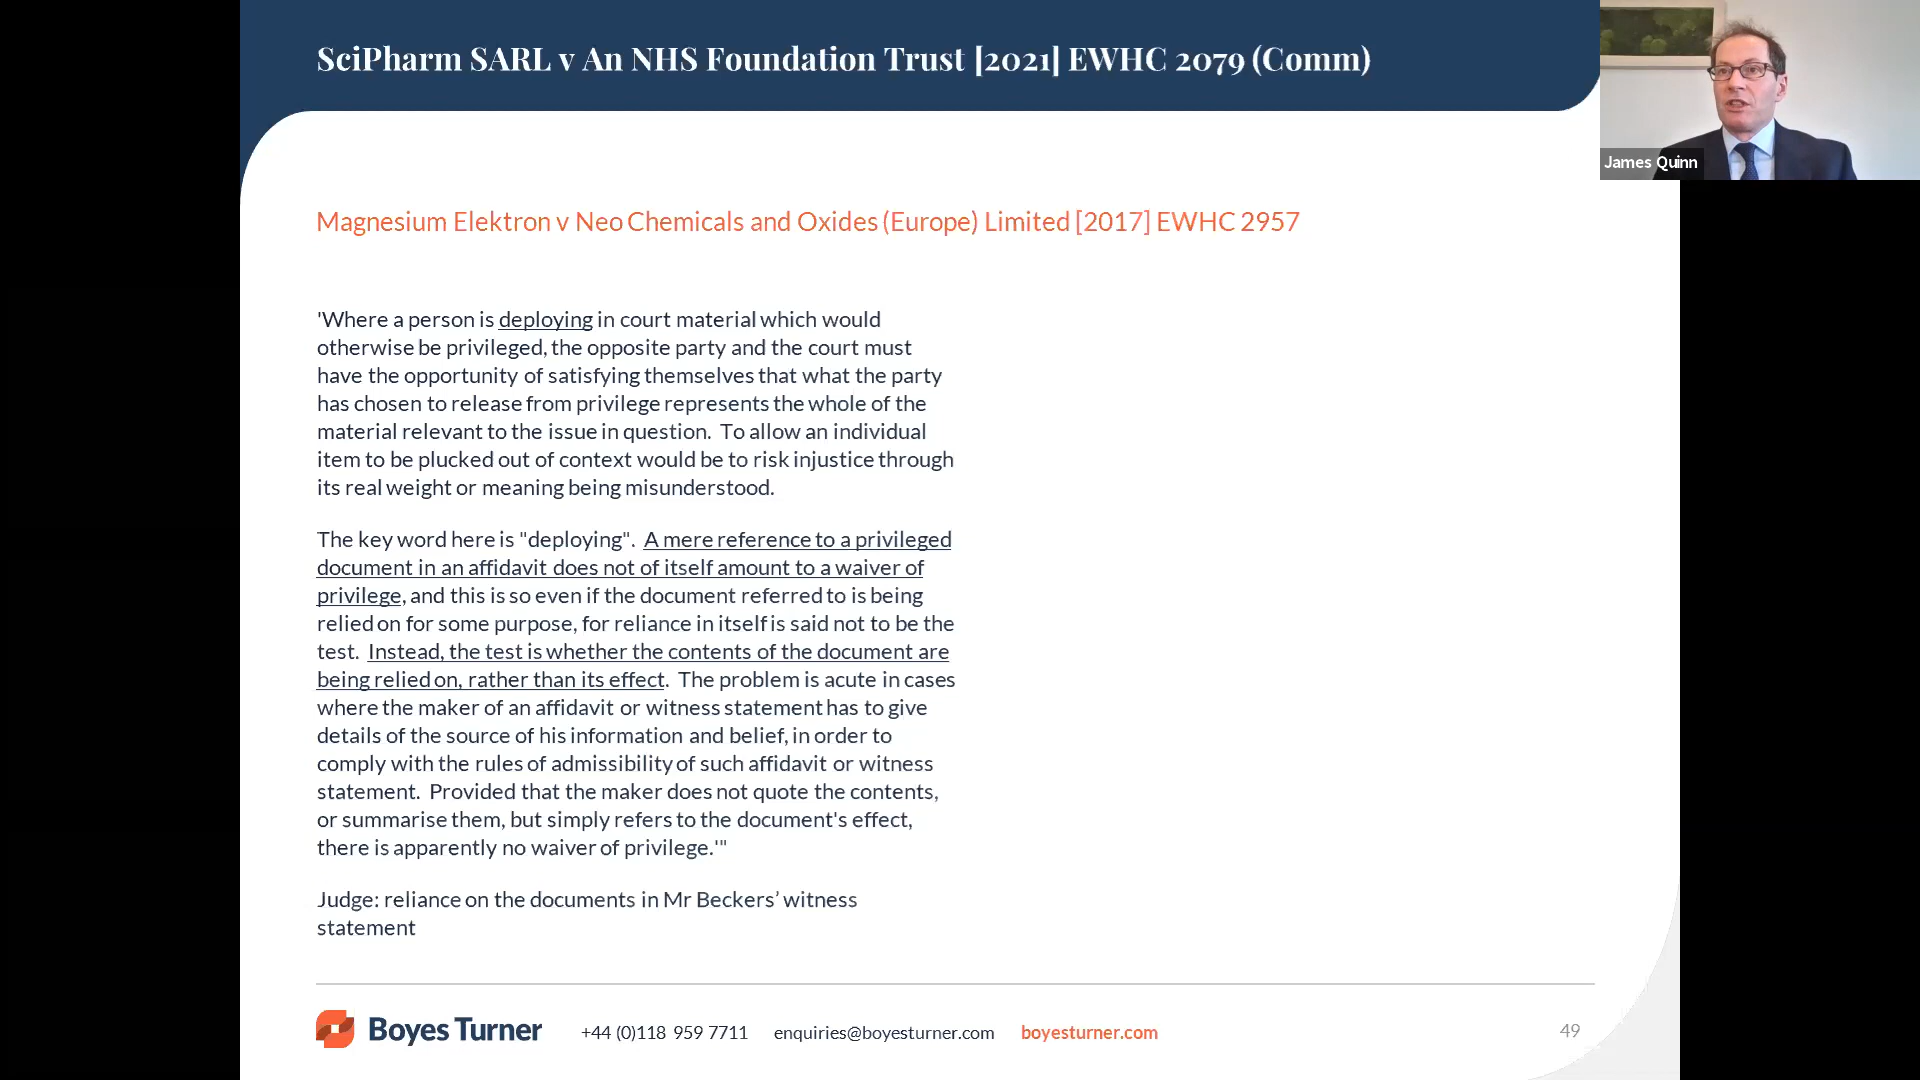 SciPharm SARL v An NHS Foundation Trust [2021] EWHC 2079 (Comm)
James Quinn
Magnesium Elektron v Neo Chemicals and Oxides (Europe) Limited [2017] EWHC 2957
'Where a person is deploying in court material which would
otherwise be privileged, the opposite party and the court must
have the opportunity of satisfying themselves that what the party
has chosen to release from privilege represents the whole of the
material relevant to the issue in question. To allow an individual
item to be plucked out of context would be to risk injustice through
its real weight or meaning being misunderstood.
The key word here is "deploying". A mere reference to a privileged
document in an affidavit does not of itself amount to a waiver of
privilege, and this is so even if the document referred to is being
relied on for some purpose, for reliance in itself is said not to be the
test. Instead, the test is whether the contents of the document are
being relied on, rather than its effect. The problem is acute in cases
where the maker of an affidavit or witness statement has to give
details of the source of his information and belief, in order to
comply with the rules of admissibility of such affidavit or witness
statement. Provided that the maker does not quote the contents,
or summarise them, but simply refers to the document's effect,
there is apparently no waiver of privilege.'"
Judge: reliance on the documents in Mr Beckers’ witness
statement
Boyes Turner +44 (0)118 959 7711 enquiries@boyesturner.com boyesturner.com 49